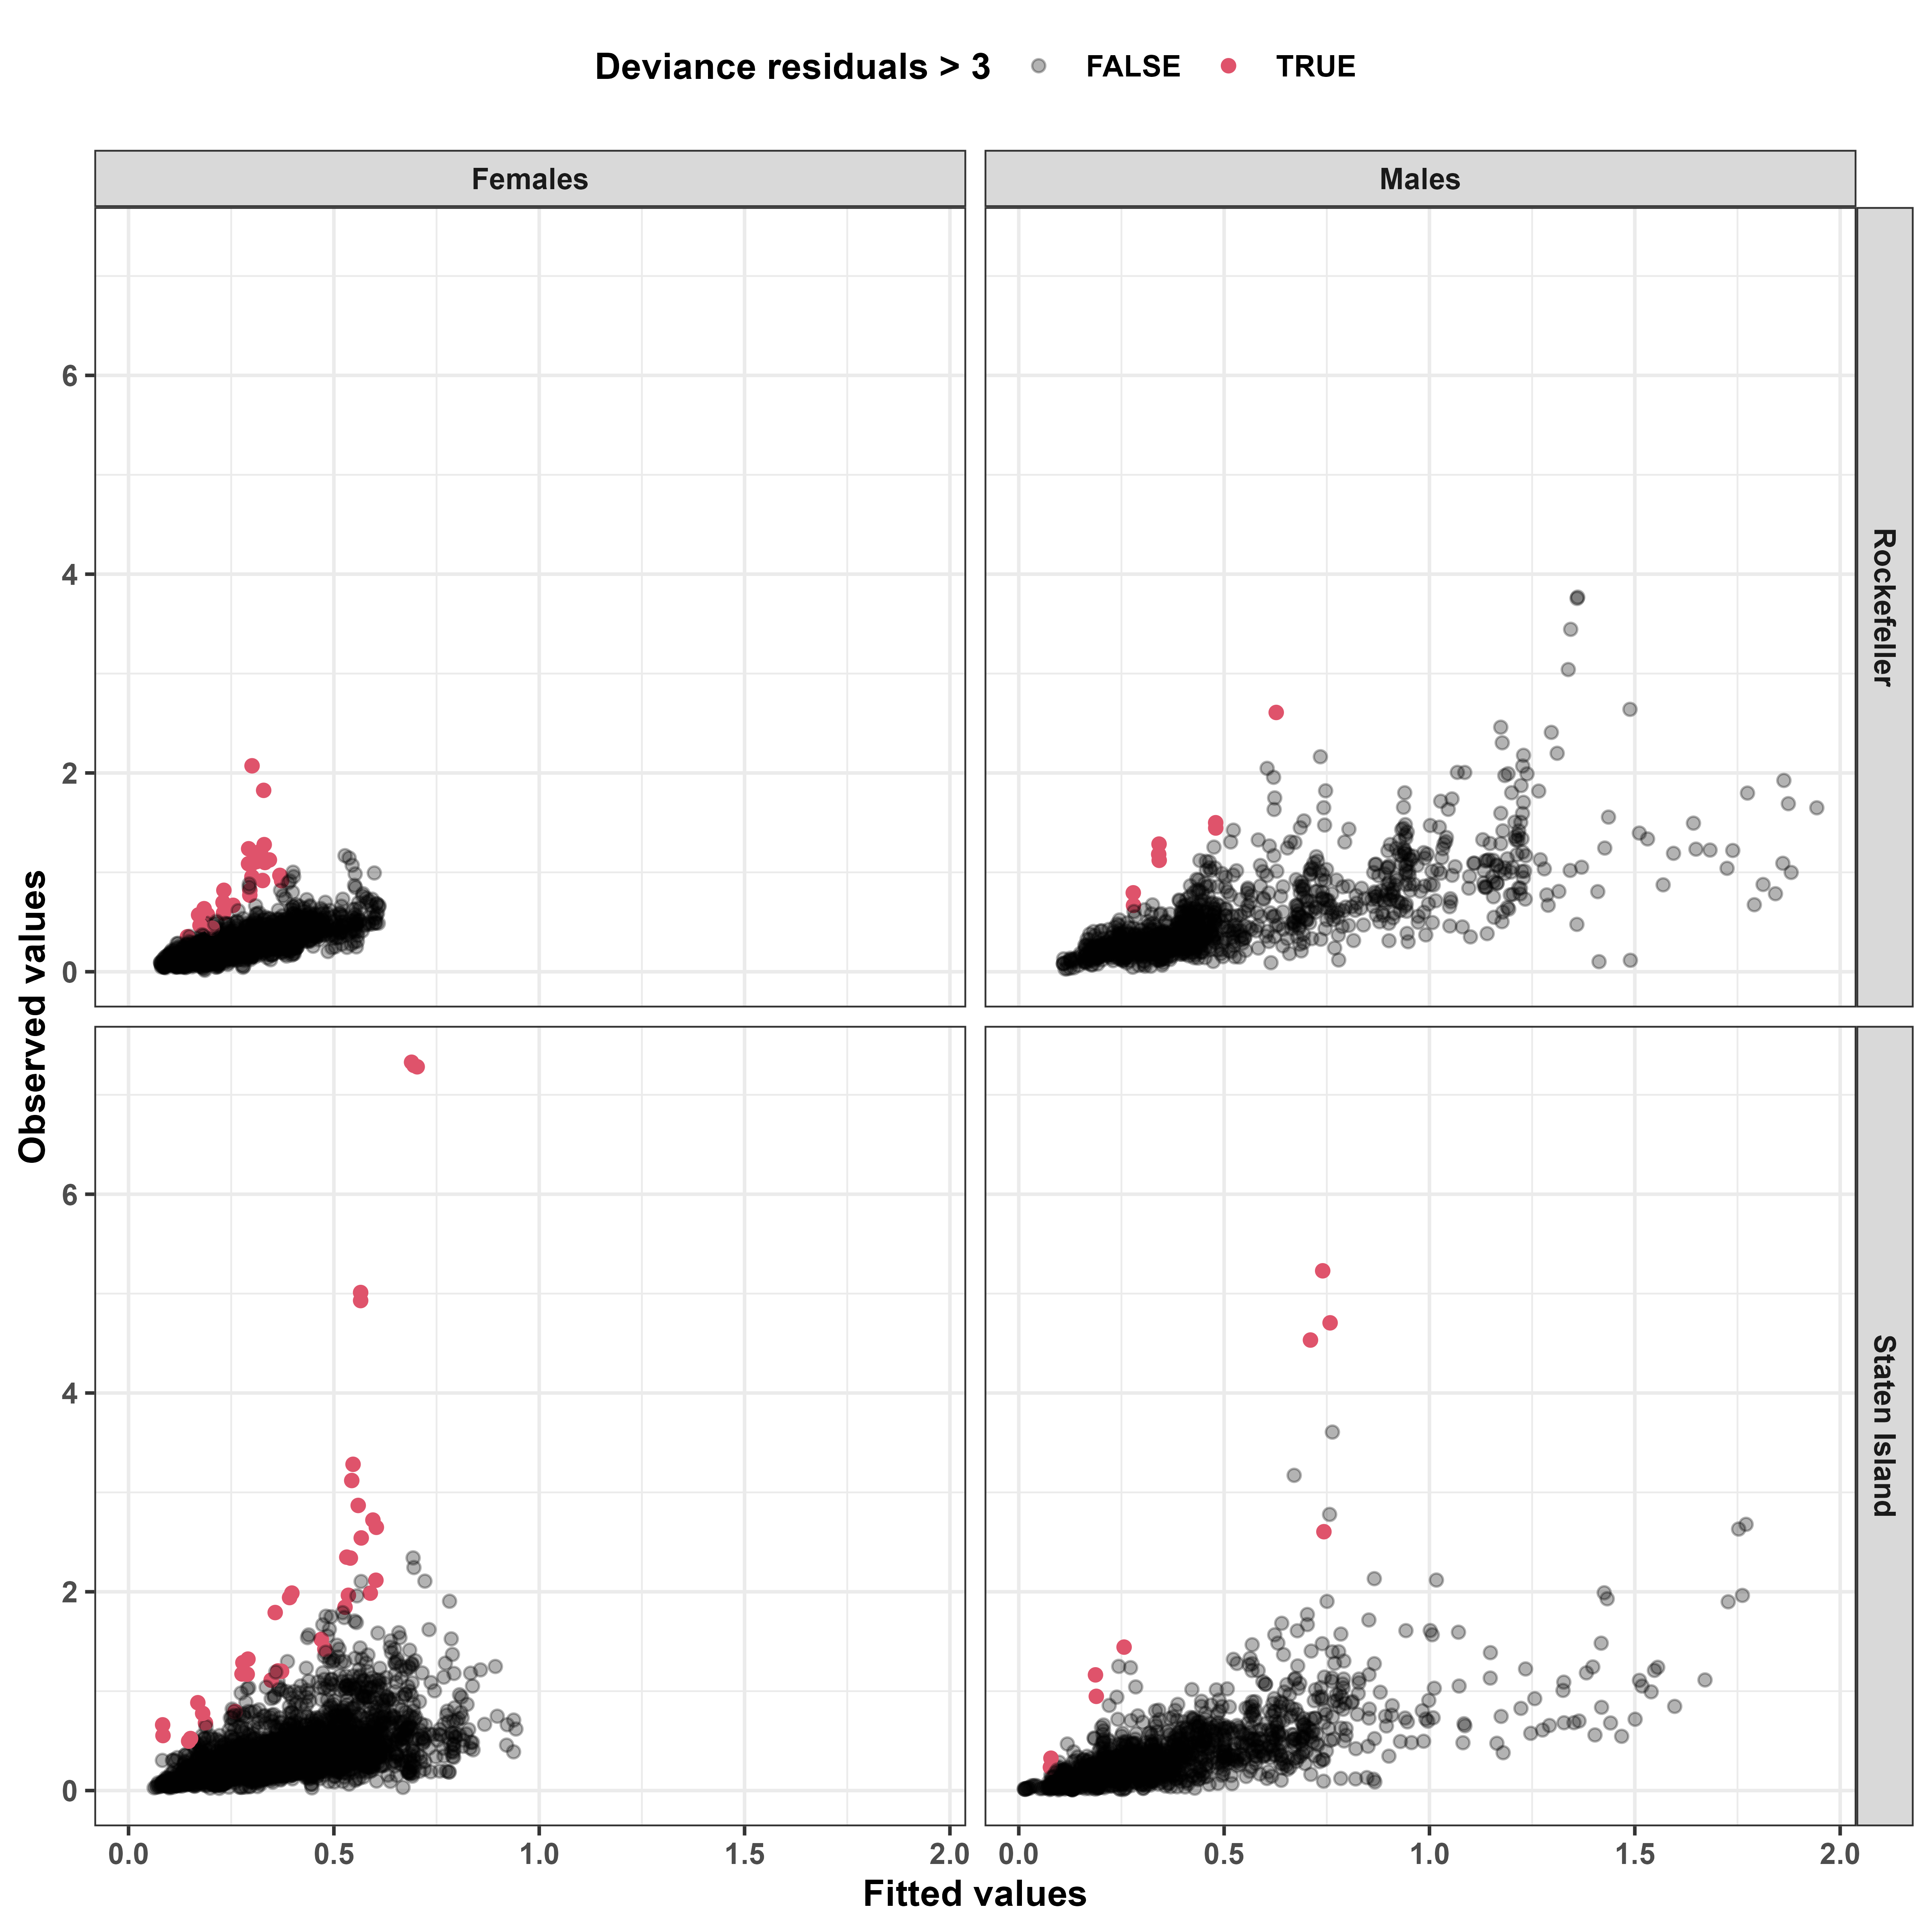 Deviance residuals > 3 FALSE TRUE
Females Males
Rockefeller
6
4
2
0
Observed values
Staten Island
6
4
2
0
0.0 0.5 1.0 1.5 2.0 0.0 0.5 1.0 1.5 2.0
Fitted values